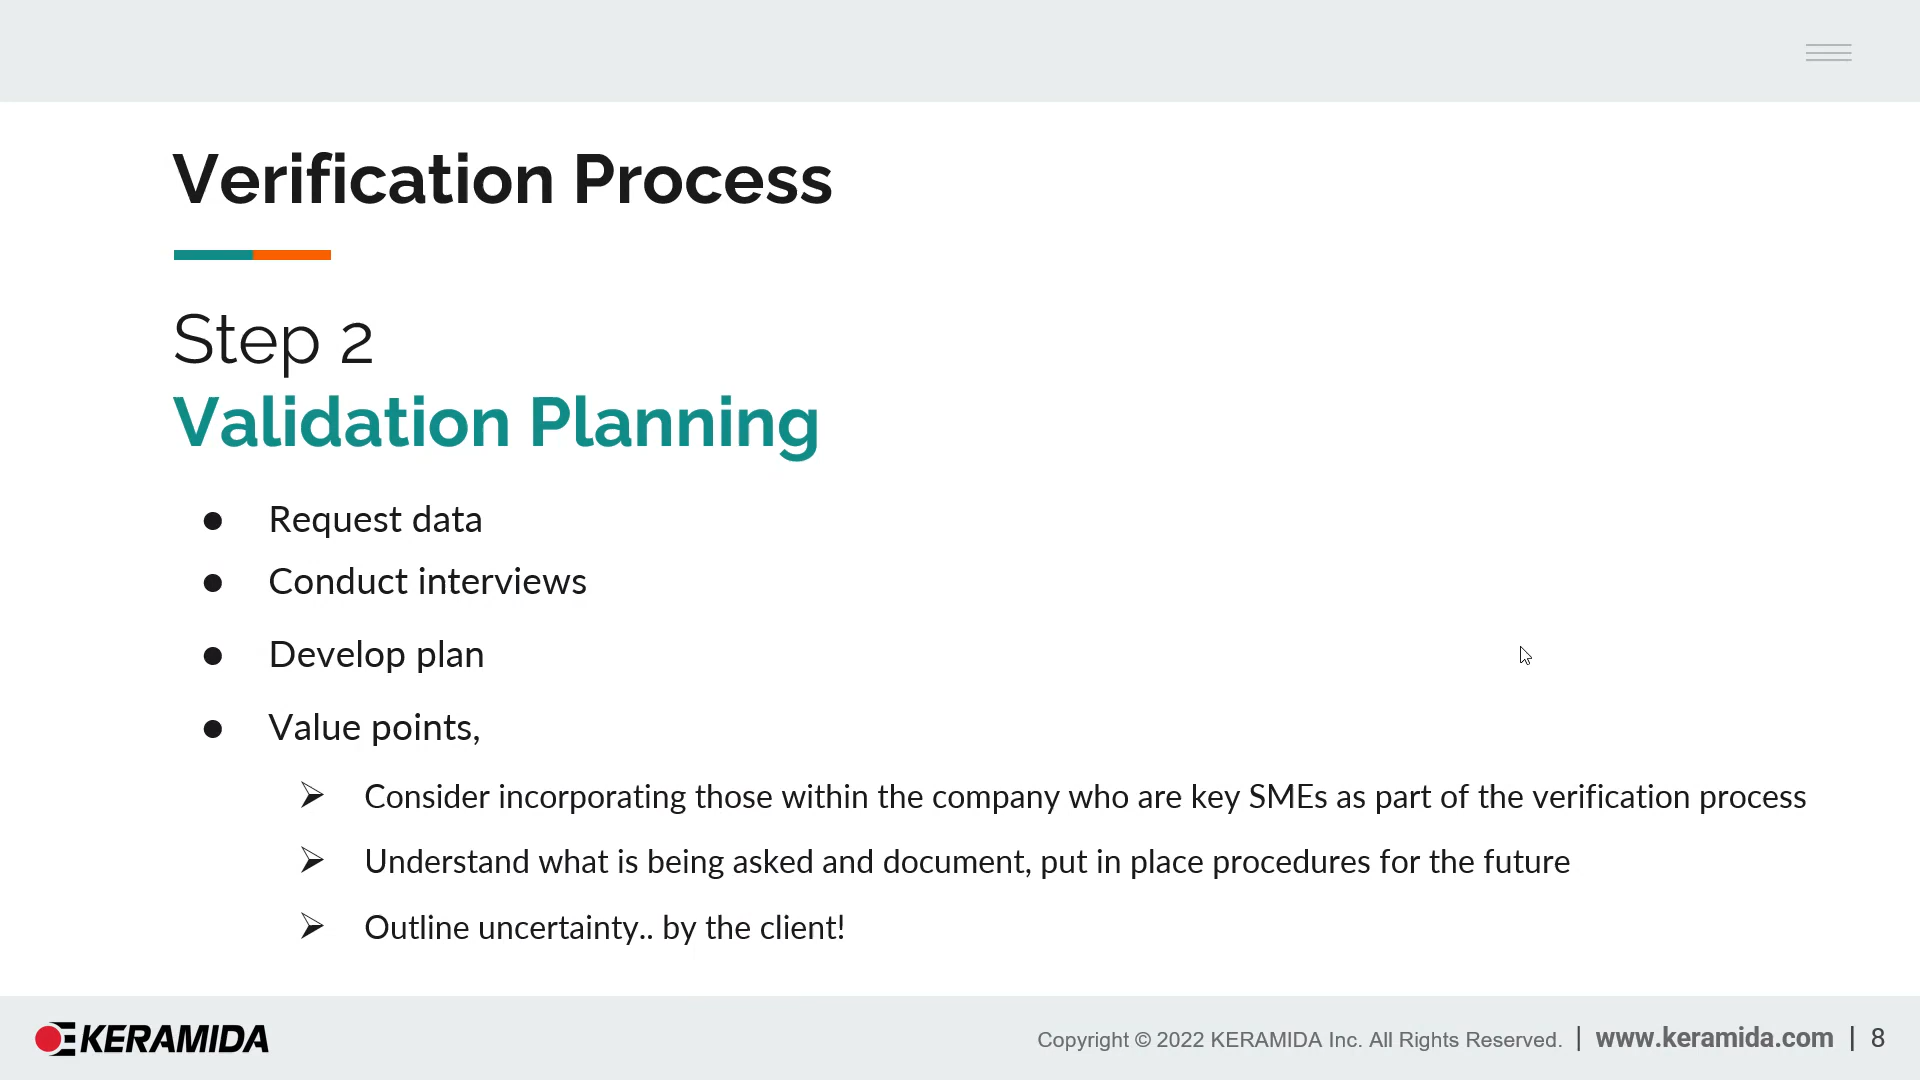 Verification Process
Step 2
Validation Planning
● Request data
● Conduct interviews
● Develop plan
● Value points,
➢ Consider incorporating those within the company who are key SMEs as part of the verification process
➢ Understand what is being asked and document, put in place procedures for the future
➢ Outline uncertainty.. by the client!
KERAMIDA
Copyright © 2022 KERAMIDA Inc. All Rights Reserved. | www.keramida.com | 8